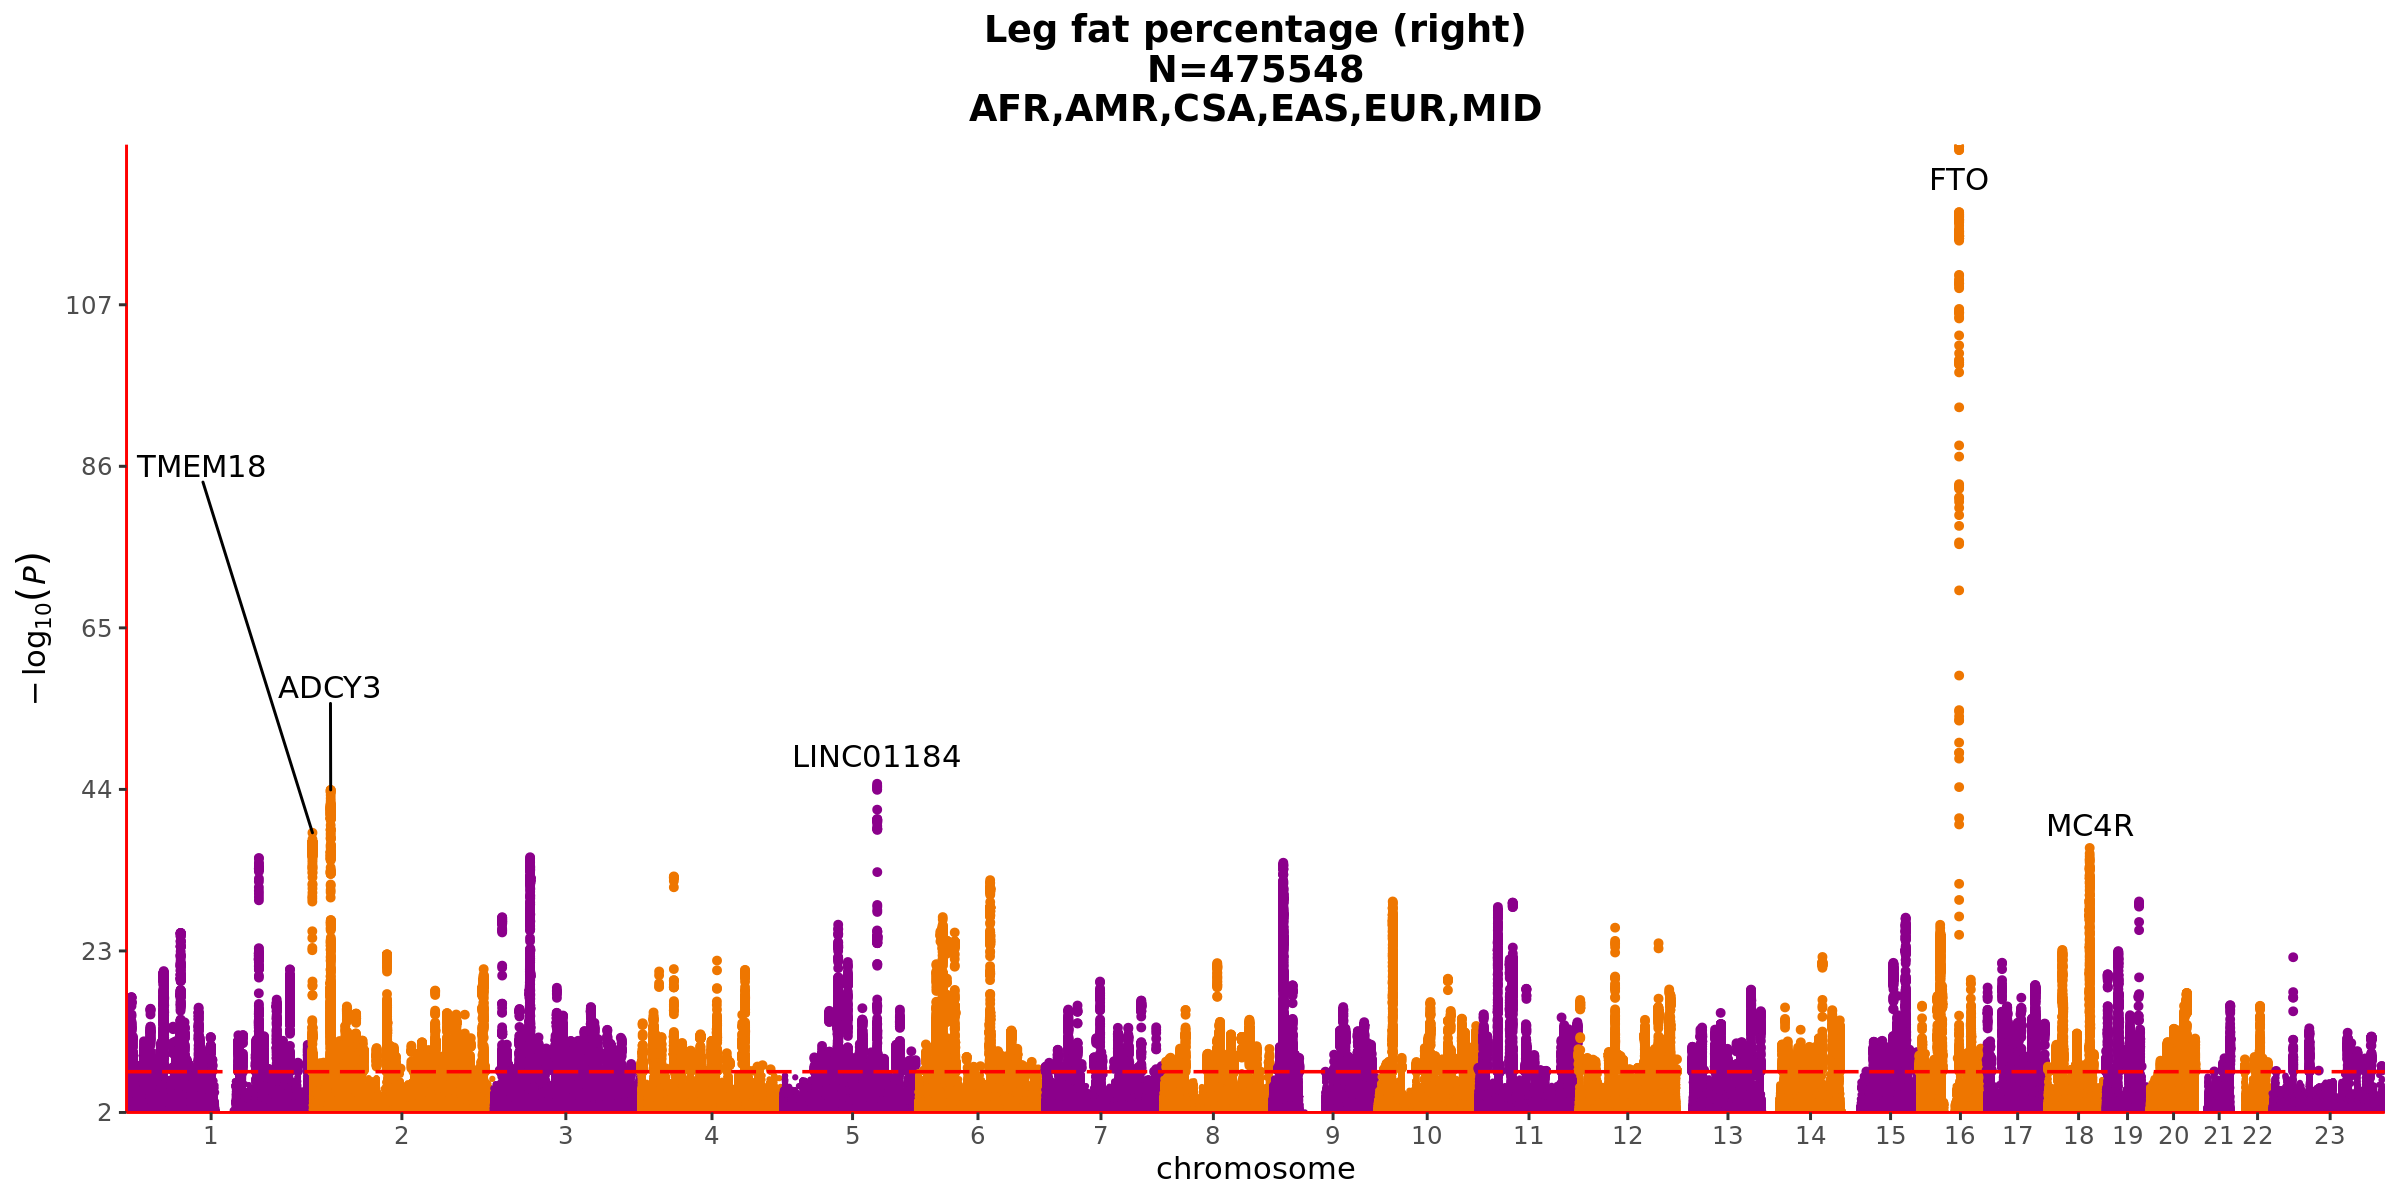 Leg fat percentage (right)
N=475548
AFR,AMR,CSA,EAS,EUR,MID
FTO
107
TMEM18
86
65
ADCY3
LINC01184
44
MC4R
23
2
−log10(P)
1 2 3 4 5 6 7 8 9 10 11 12 13 14 15 16 17 18 19 20 21 22 23
chromosome